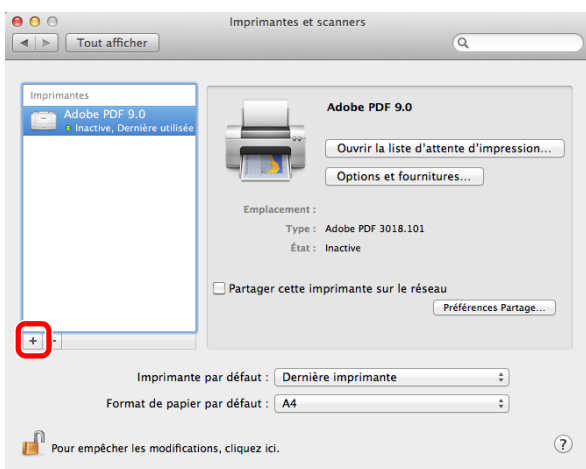 Imprimantes et scanners
Tout afficher
Imprimantes
Adobe PDF 9.0
Inactive, Dernière utilisée
Adobe PDF 9.0
Ouvrir la liste d'attente d'impression...
Options et fournitures...
Emplacement :
Type : Adobe PDF 3018.101
État : Inactive
Partager cette imprimante sur le réseau
Préférences Partage...
+ -
Imprimante par défaut : Dernière imprimante
Format de papier par défaut : A4
Pour empêcher les modifications, cliquez ici.
?